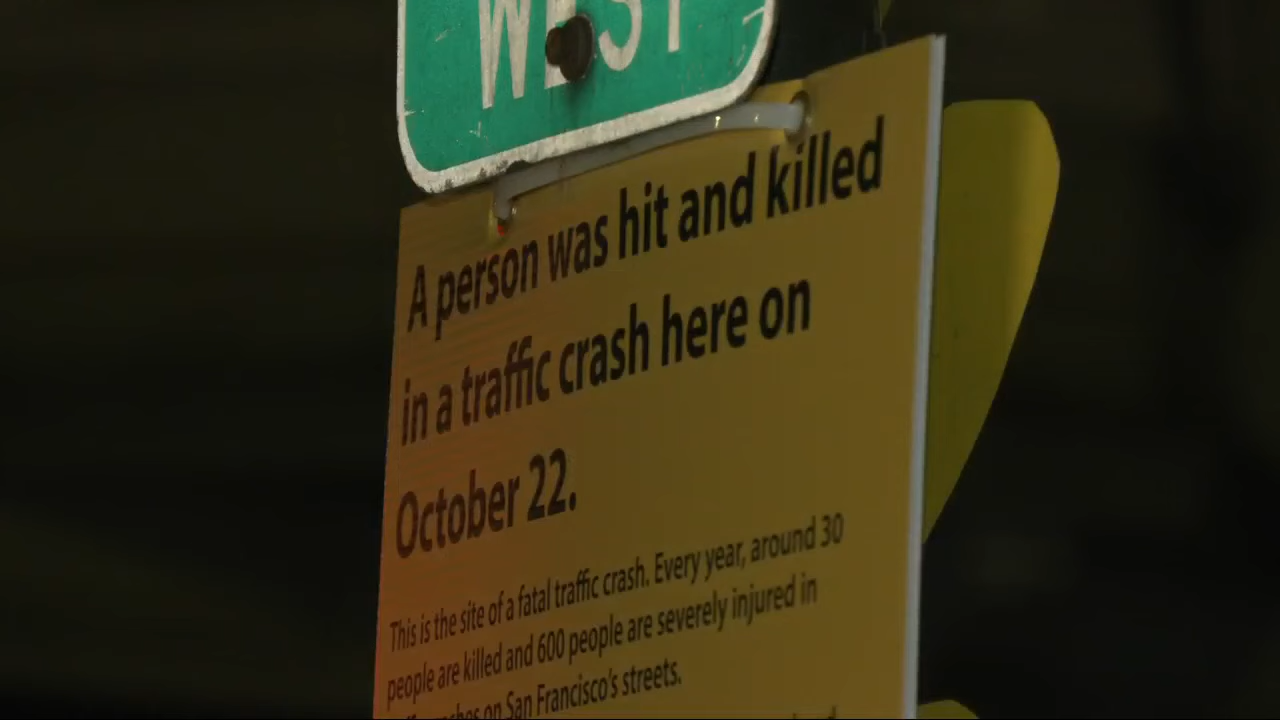 WEST
A person was hit and killed
in a traffic crash here on
October 22.
This is the site of a fatal traffic crash. Every year, around 30
people are killed and 600 people are severely injured in
on San Francisco's streets.